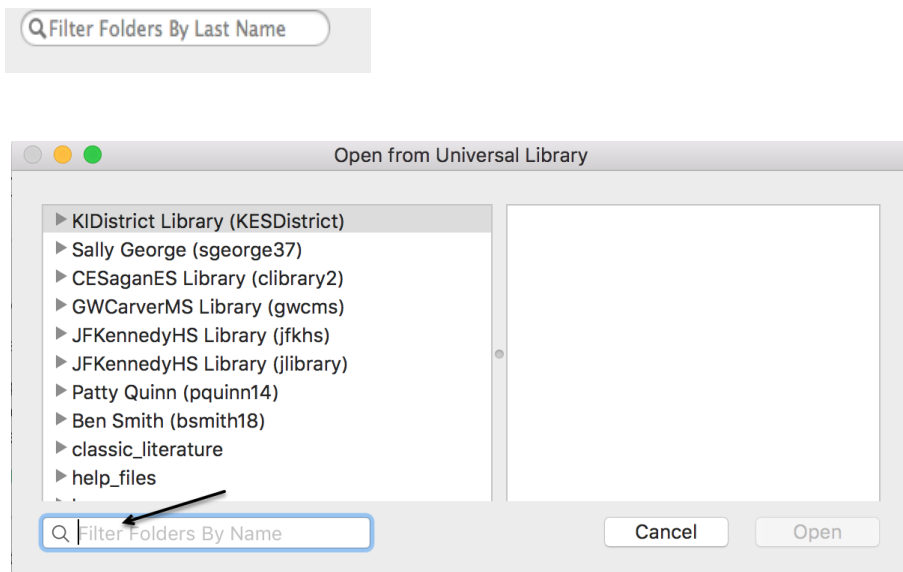 Filter Folders By Last Name
Open from Universal Library
KIDistrict Library (KESDistrict)
Sally George (sgeorge37)
CESaganES Library (clibrary2)
GWCarverMS Library (gwcms)
JFKennedyHS Library (jfkhs)
JFKennedyHS Library (jlibrary)
Patty Quinn (pquinn14)
Ben Smith (bsmith18)
classic_literature
help_files
Filter Folders By Name
Cancel
Open